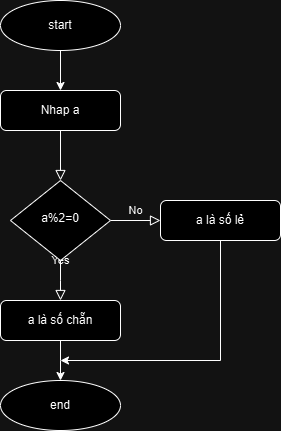 start
Nhap a
a%2=0
No
a là số lẻ
Yes
a là số chẵn
end